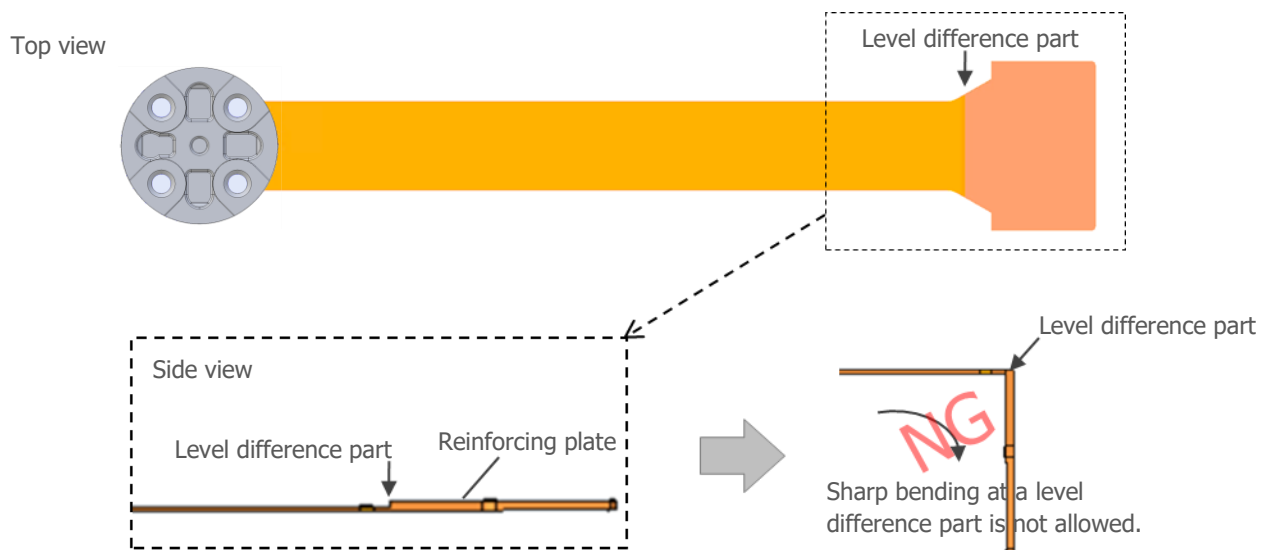 Top view
Level difference part
Level difference part
Side view
Level difference part
Reinforcing plate
NG
Sharp bending at a level
difference part is not allowed.